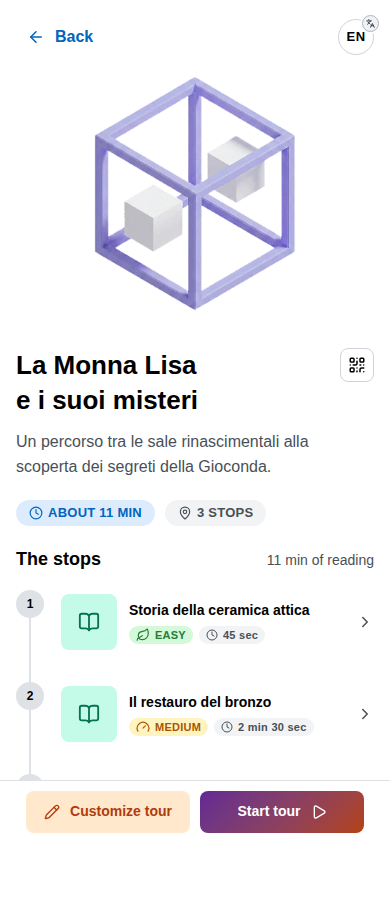 Back
EN
La Monna Lisa
e i suoi misteri
Un percorso tra le sale rinascimentali alla
scoperta dei segreti della Gioconda.
ABOUT 11 MIN
3 STOPS
The stops
11 min of reading
1
Storia della ceramica attica
EASY
45 sec
2
Il restauro del bronzo
MEDIUM
2 min 30 sec
Customize tour
Start tour